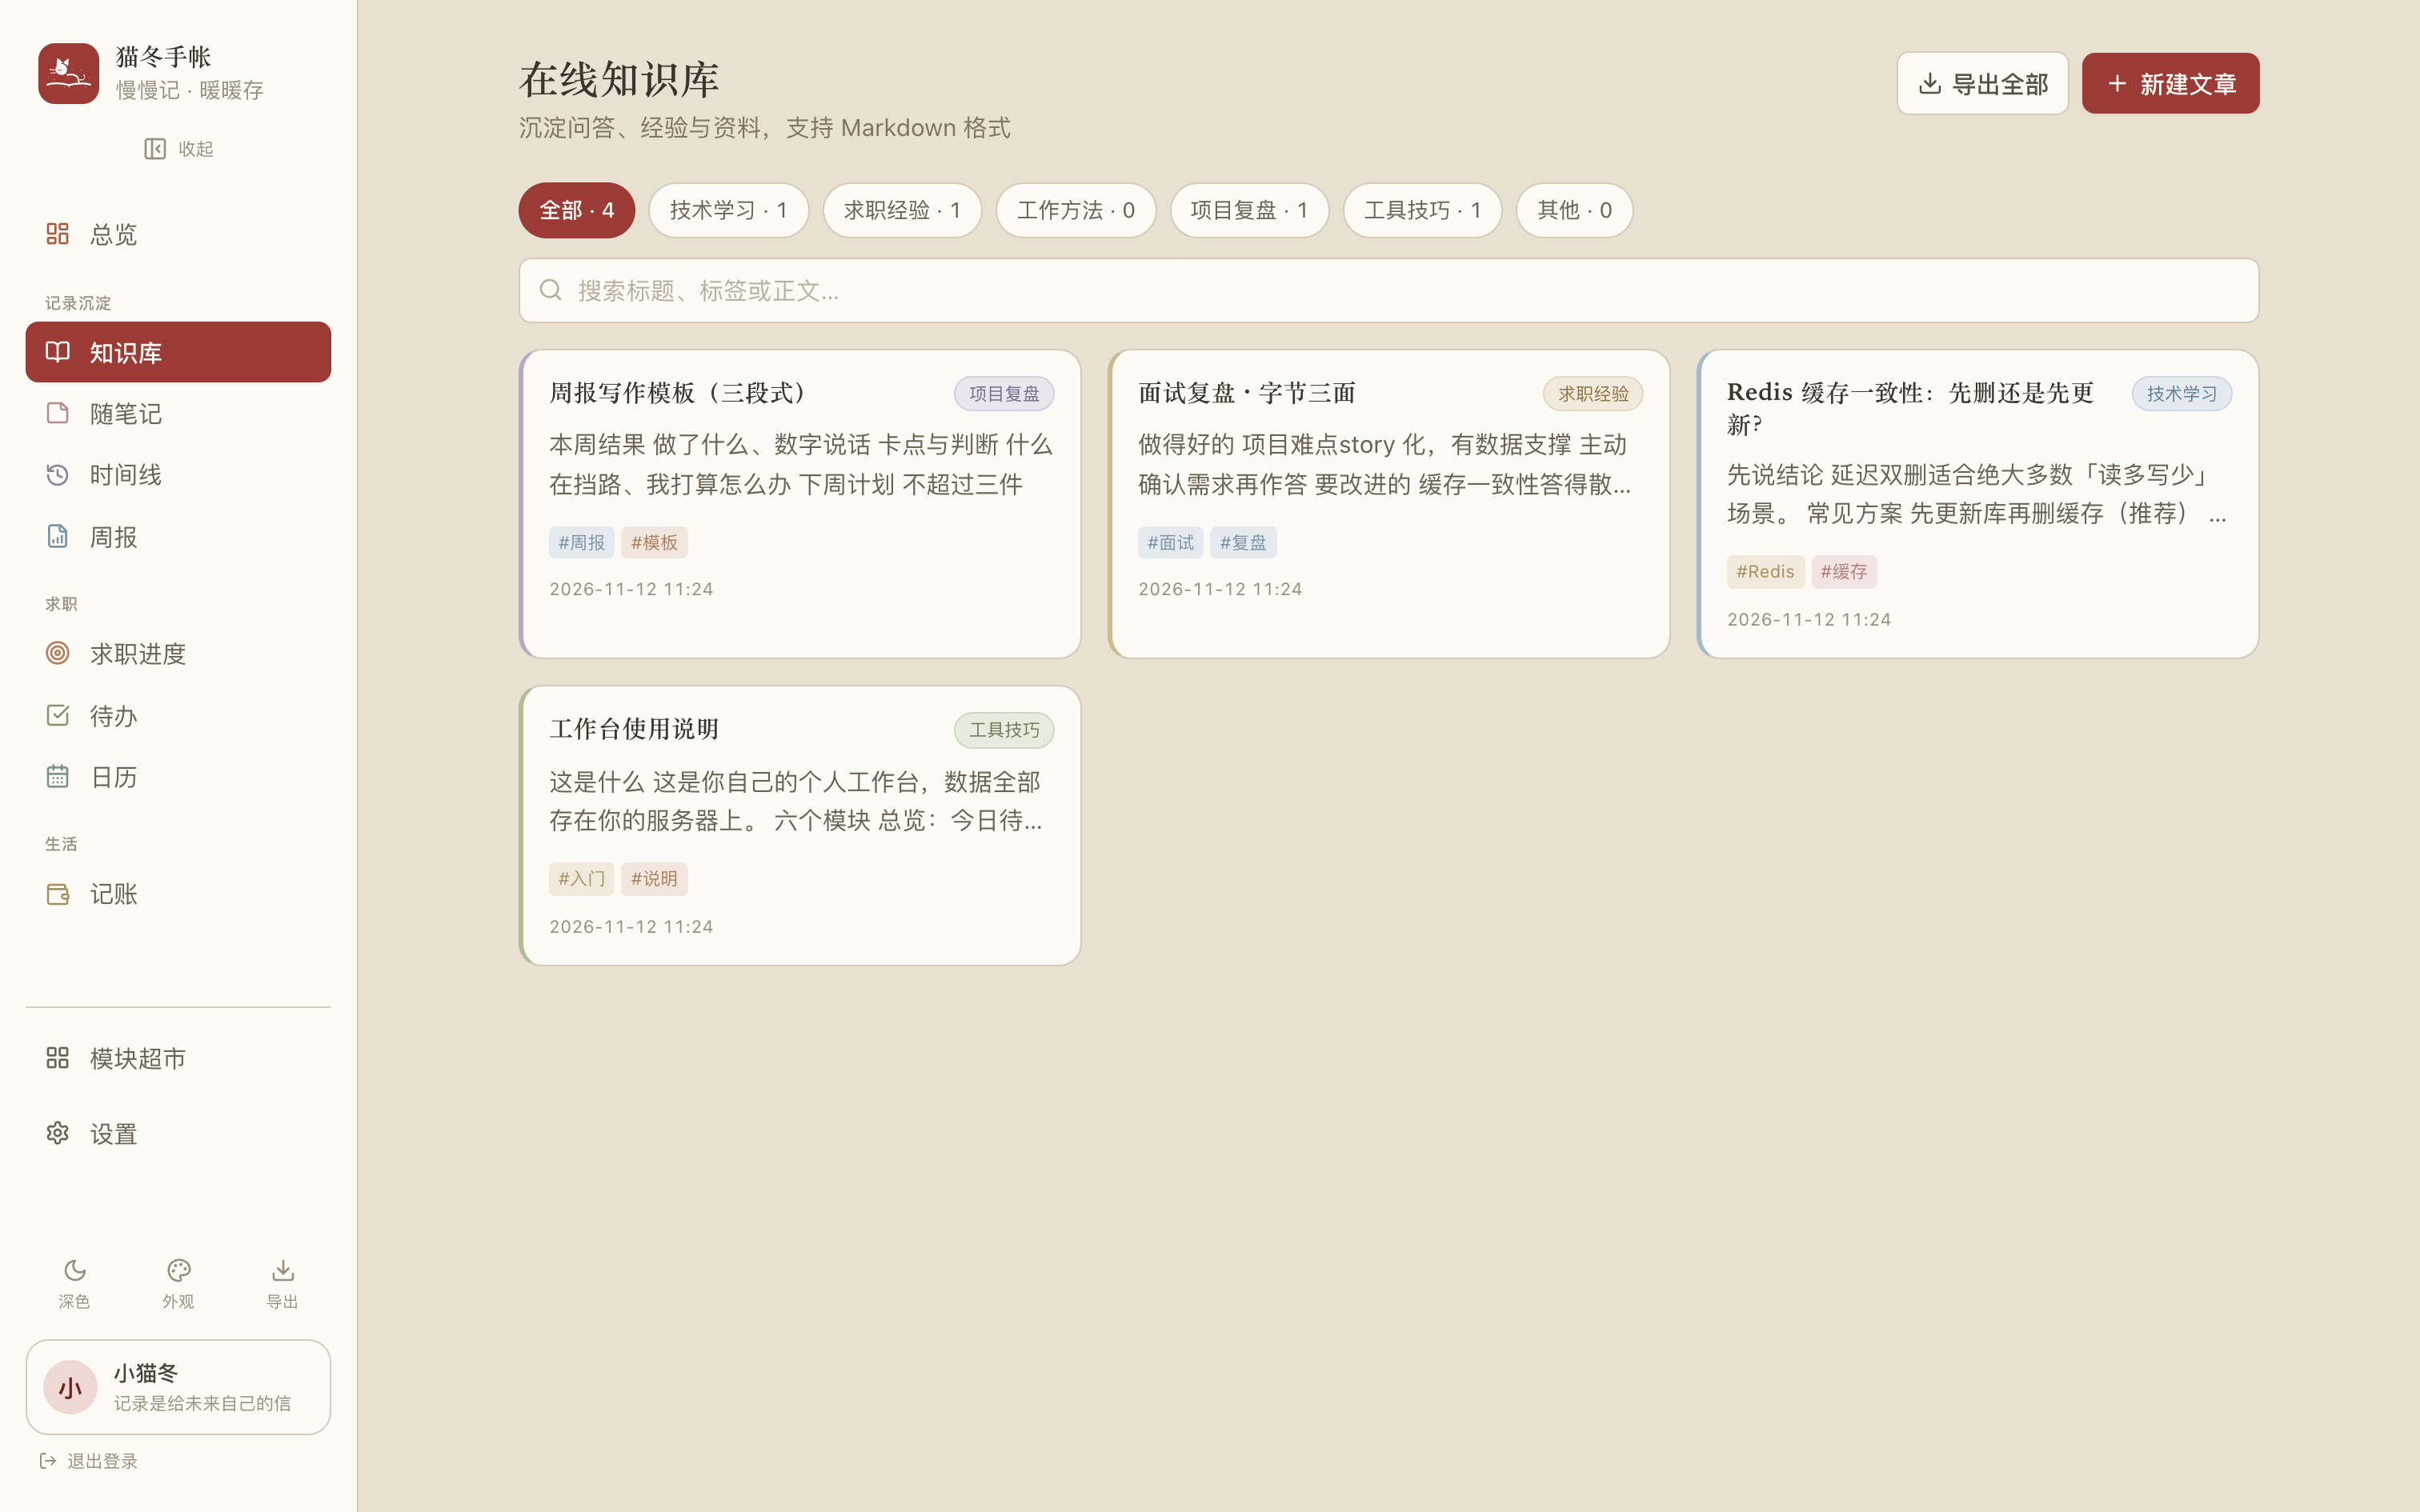 猫冬手帐
慢慢记 · 暖暖存
收起
总览
记录沉淀
知识库
随笔记
时间线
周报
求职
求职进度
待办
日历
生活
记账
模块超市
设置
深色
外观
导出
小
小猫冬
记录是给未来自己的信
退出登录
在线知识库
沉淀问答、经验与资料，支持 Markdown 格式
导出全部
新建文章
全部 · 4
技术学习 · 1
求职经验 · 1
工作方法 · 0
项目复盘 · 1
工具技巧 · 1
其他 · 0
搜索标题、标签或正文...
周报写作模板（三段式）
项目复盘
本周结果 做了什么、数字说话 卡点与判断 什么
在挡路、我打算怎么办 下周计划 不超过三件
#周报
#模板
2026-11-12 11:24
面试复盘 · 字节三面
求职经验
做得好的 项目难点story 化，有数据支撑 主动
确认需求再作答 要改进的 缓存一致性答得散...
#面试
#复盘
2026-11-12 11:24
Redis 缓存一致性：先删还是先更
新？
技术学习
先说结论 延迟双删适合绝大多数「读多写少」
场景。 常见方案 先更新库再删缓存（推荐） ...
#Redis
#缓存
2026-11-12 11:24
工作台使用说明
工具技巧
这是什么 这是你自己的个人工作台，数据全部
存在你的服务器上。 六个模块 总览：今日待...
#入门
#说明
2026-11-12 11:24